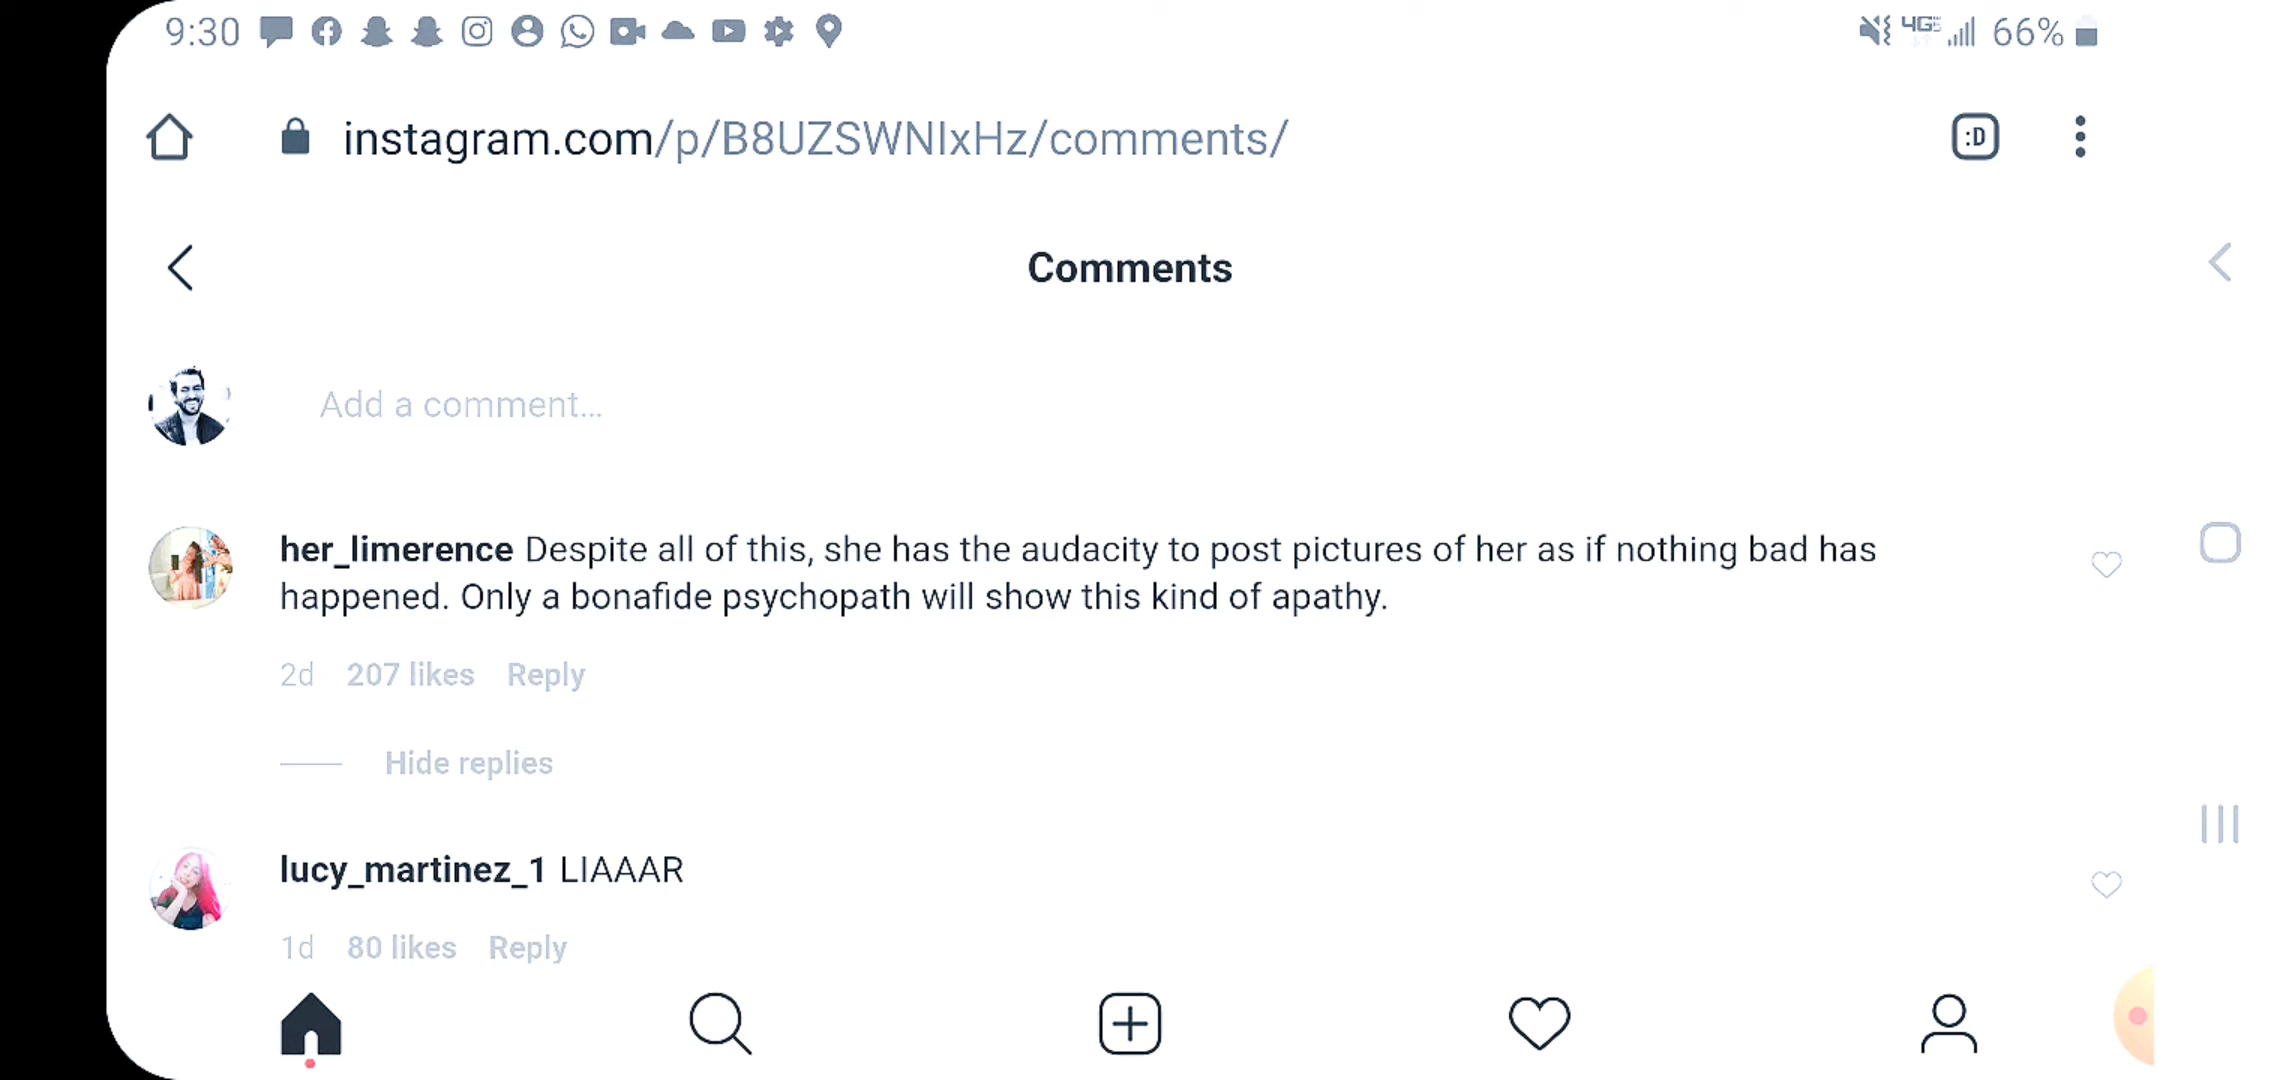 9:30 4G 66%
instagram.com/p/B8UZSWNIxHz/comments/ :D
Comments
Add a comment...
her_limerence Despite all of this, she has the audacity to post pictures of her as if nothing bad has
happened. Only a bonafide psychopath will show this kind of apathy.
2d 207 likes Reply
Hide replies
lucy_martinez_1 LIAAAR
1d 80 likes Reply